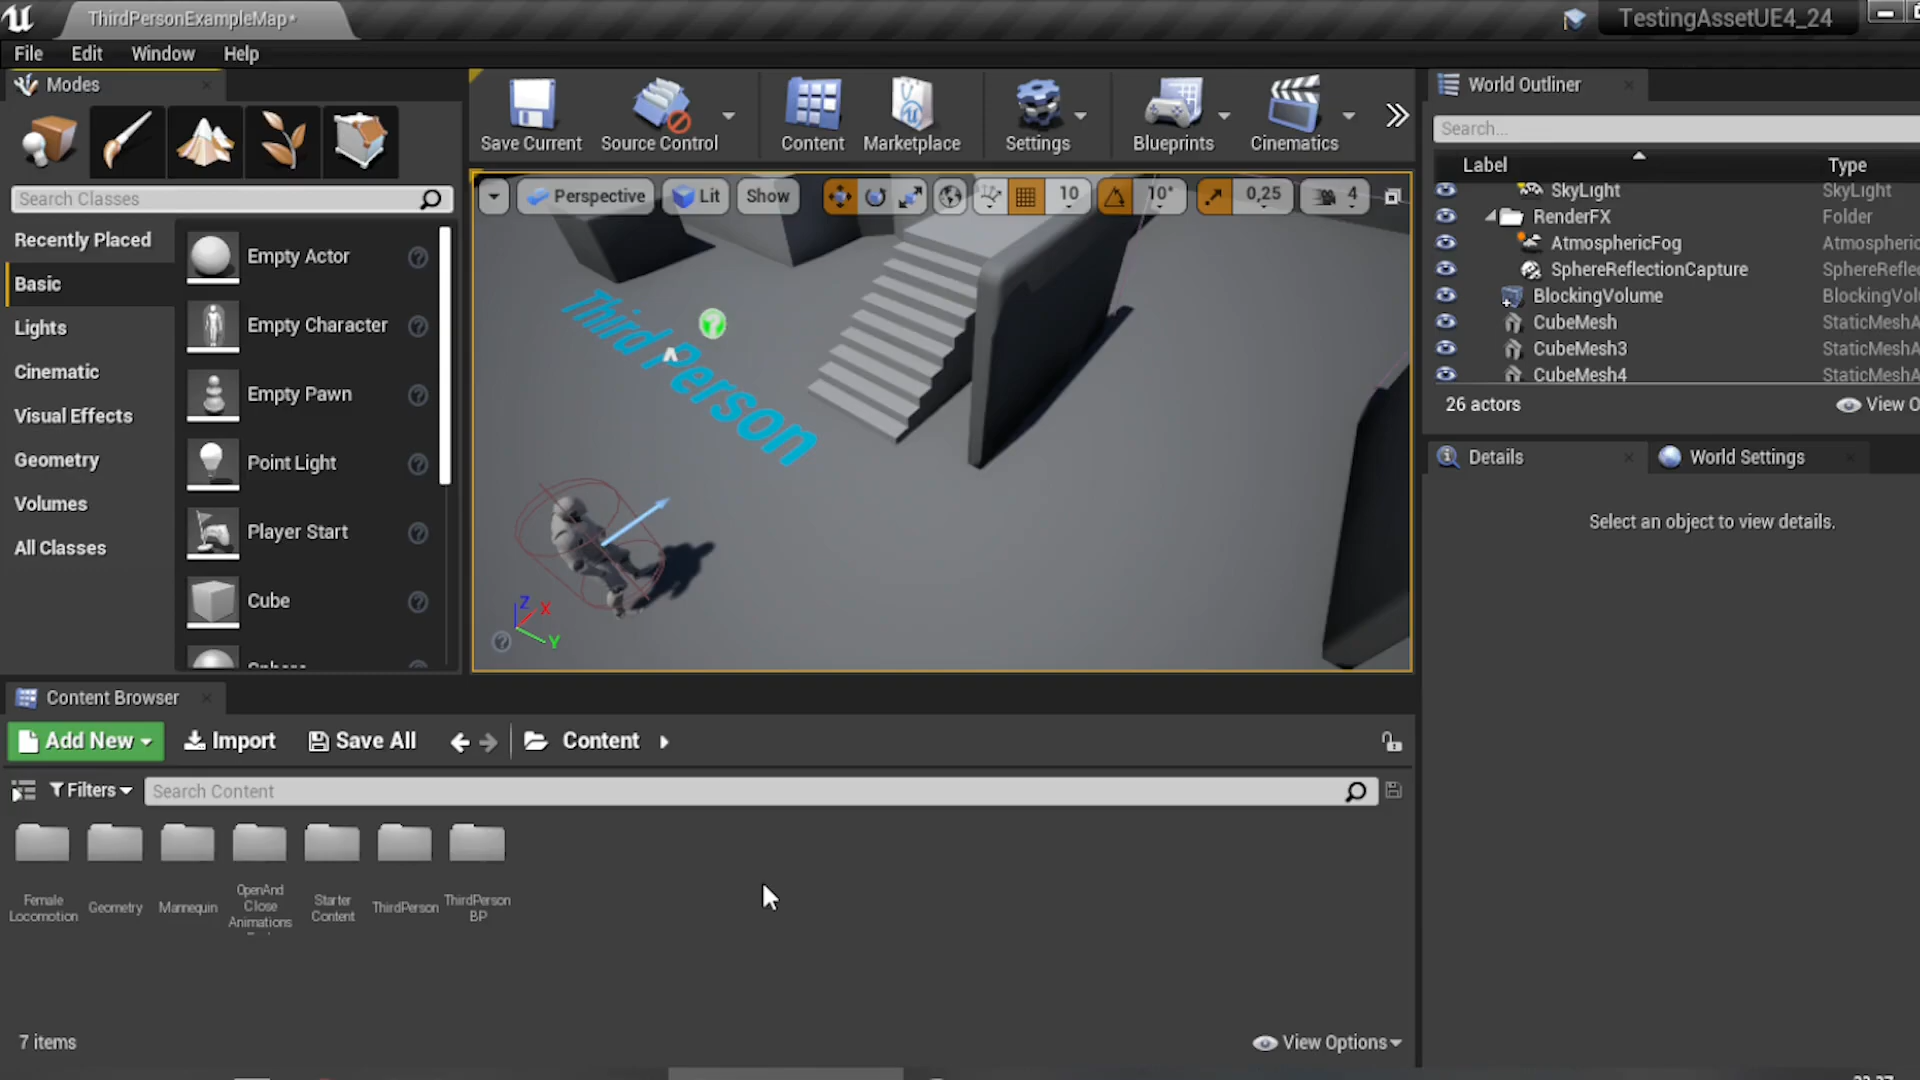 ThirdPersonExampleMap*
TestingAssetUE4_24
File Edit Window Help
Modes
Search Classes
Recently Placed
Basic
Lights
Cinematic
Visual Effects
Geometry
Volumes
All Classes
Empty Actor
Empty Character
Empty Pawn
Point Light
Player Start
Cube
Sphere
Save Current
Source Control
Content
Marketplace
Settings
Blueprints
Cinematics
Perspective Lit Show 10 10° 0,25 4
Third Person
Z X
Y
World Outliner
Search...
Label Type
SkyLight SkyLight
RenderFX Folder
AtmosphericFog Atmospheric
SphereReflectionCapture SphereReflec
BlockingVolume BlockingVolu
CubeMesh StaticMeshA
CubeMesh3 StaticMeshA
CubeMesh4 StaticMeshA
26 actors View O
Details World Settings
Select an object to view details.
Content Browser
Add New Import Save All Content
Filters Search Content
Female
Locomotion
Geometry
Mannequin
OpenAnd
Close
Animations
Starter
Content
ThirdPerson
ThirdPerson
BP
7 items View Options